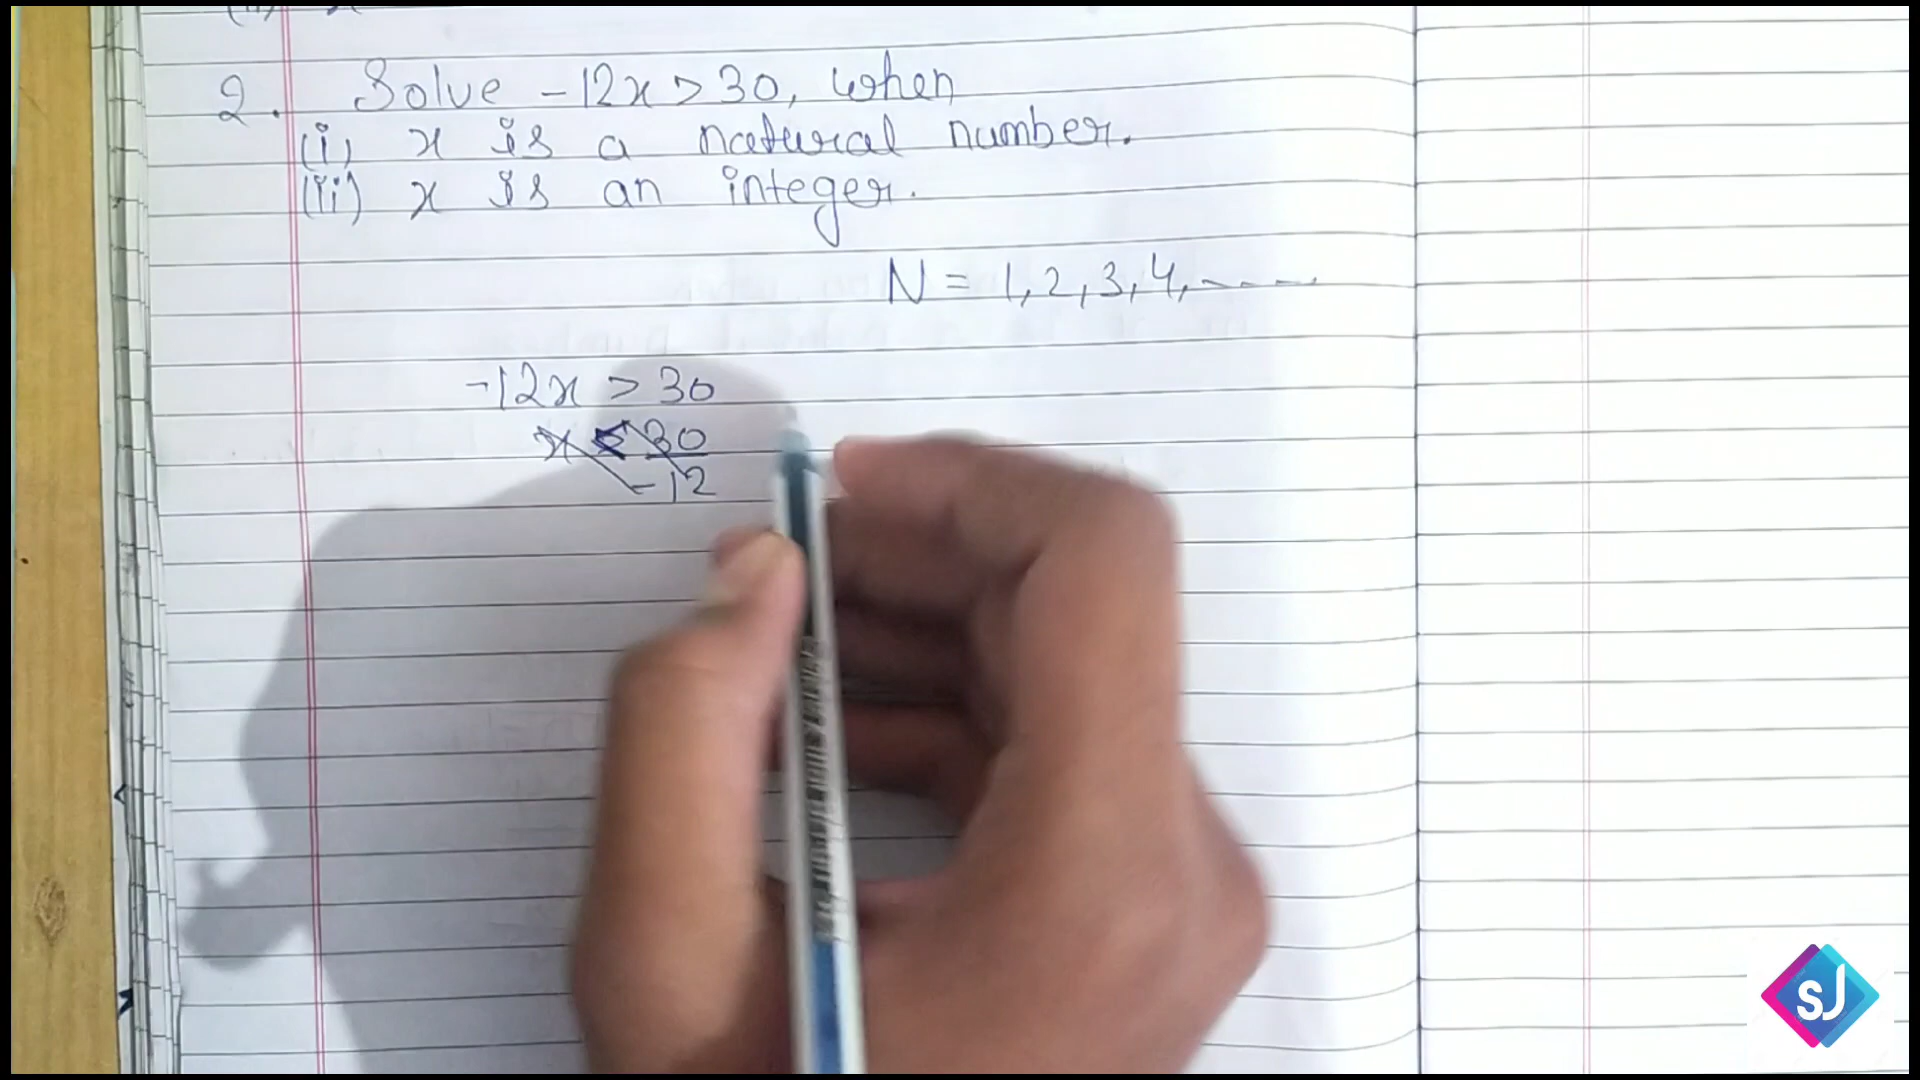 2. Solve -12x > 30, when
(i) x is a natural number.
(ii) x is an integer.
N = 1, 2, 3, 4, ----
-12x > 30
x < 30
-12
SJ